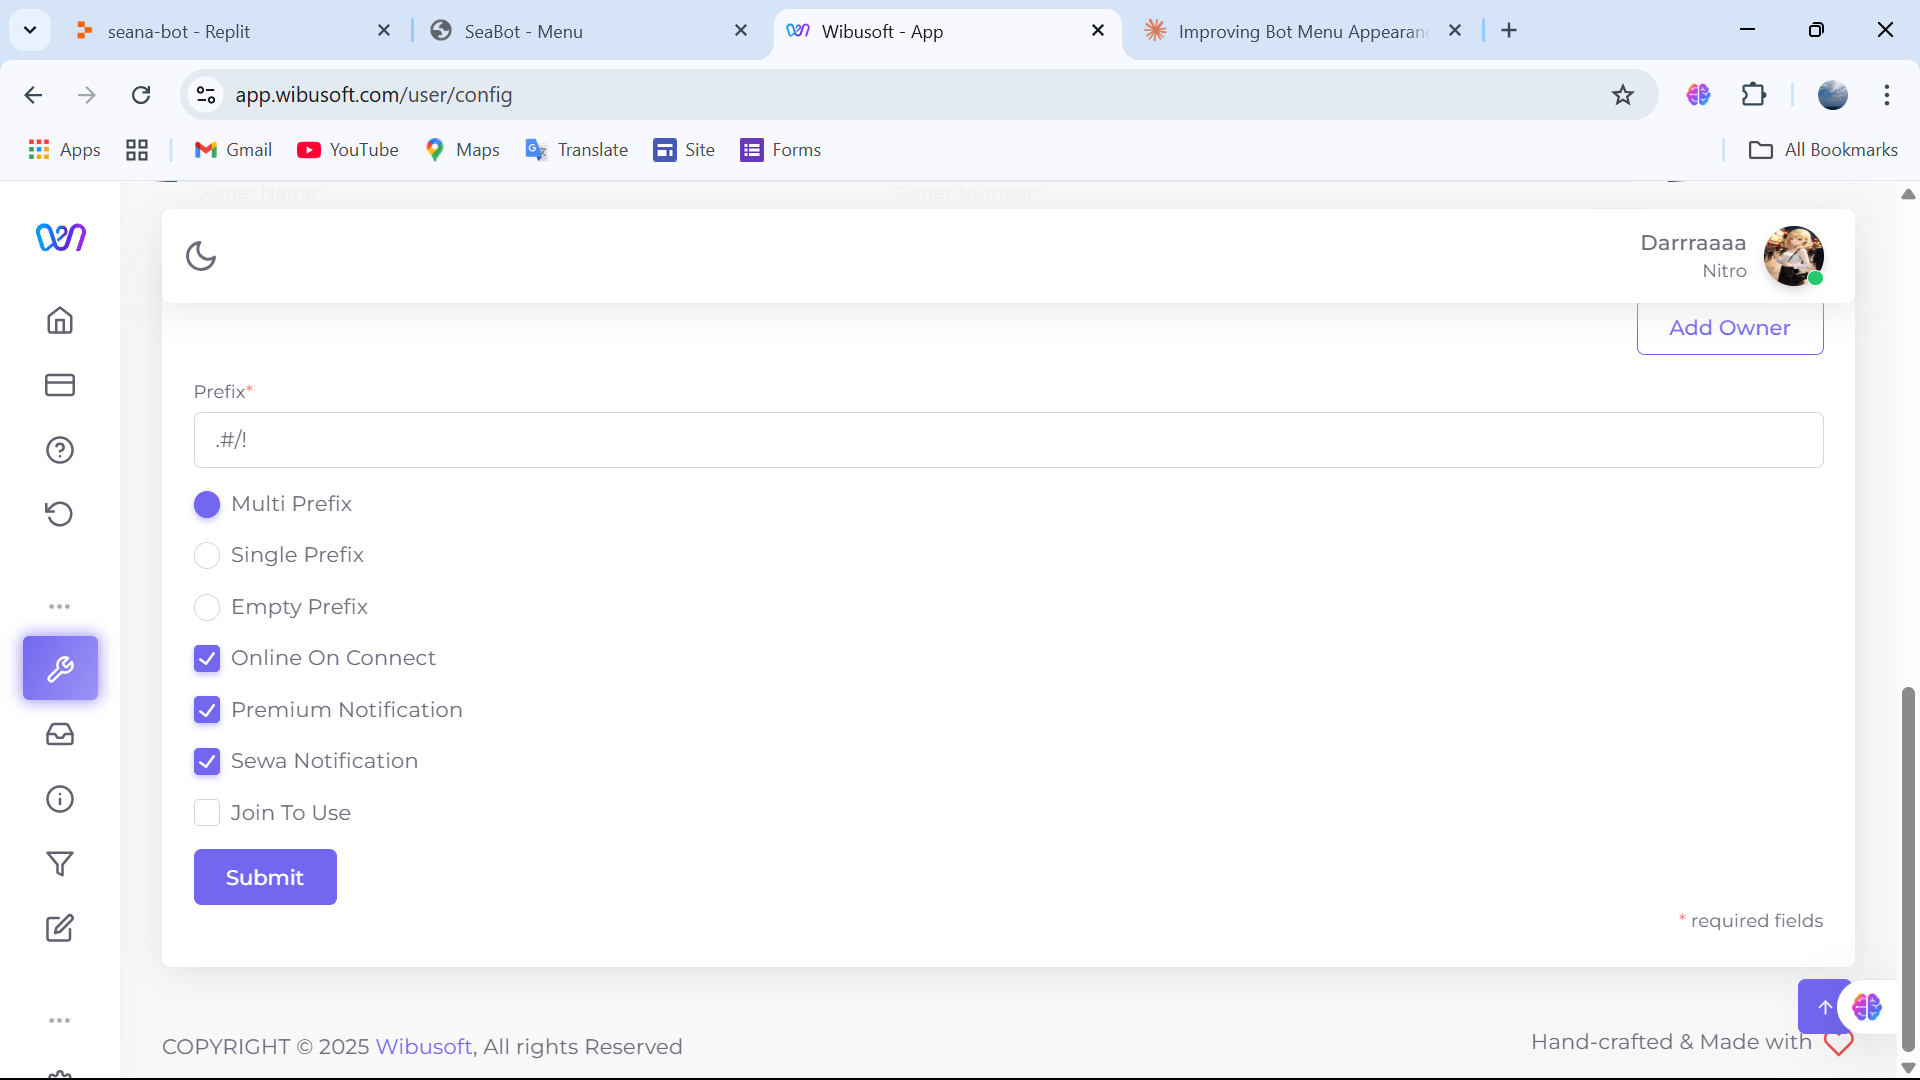 seana-bot - Replit
SeaBot - Menu
Wibusoft - App
Improving Bot Menu Appearan
app.wibusoft.com/user/config
Apps
Gmail
YouTube
Maps
Translate
Site
Forms
All Bookmarks
Owner Name*
Owner Number*
Darrraaaa
Nitro
Add Owner
Prefix*
.#/!
Multi Prefix
Single Prefix
Empty Prefix
Online On Connect
Premium Notification
Sewa Notification
Join To Use
Submit
* required fields
COPYRIGHT © 2025 Wibusoft, All rights Reserved
Hand-crafted & Made with